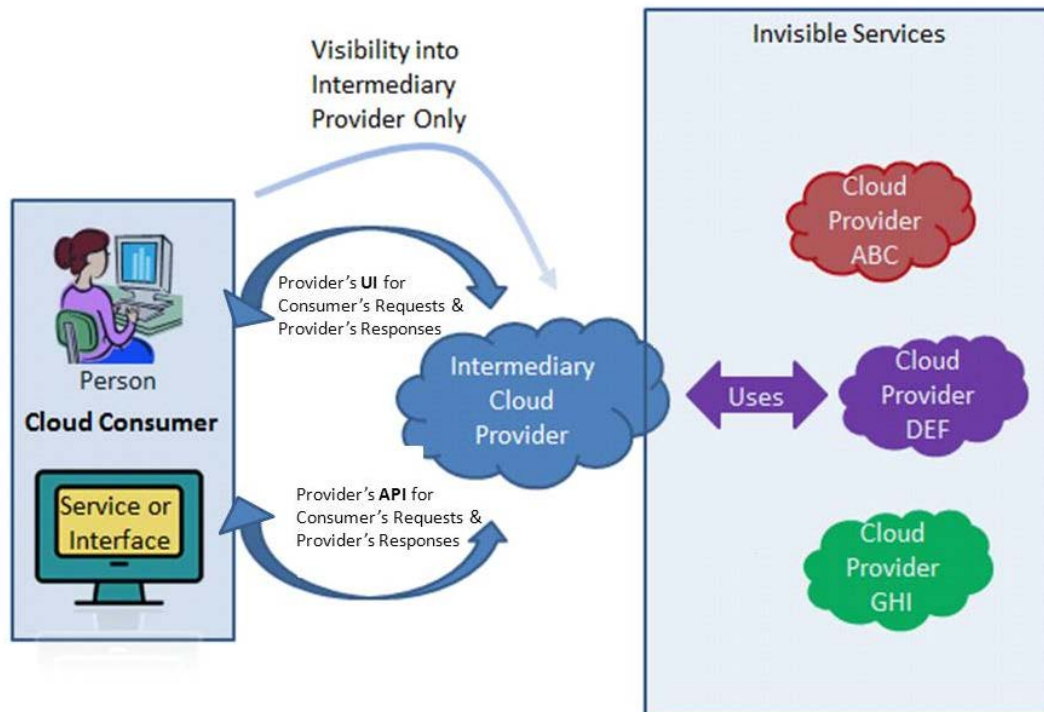 Visibility into
Intermediary
Provider Only
Person
Cloud Consumer
Service or
Interface
Provider's UI for
Consumer's Requests &
Provider's Responses
Provider's API for
Consumer's Requests &
Provider's Responses
Intermediary
Cloud
Provider
Uses
Invisible Services
Cloud
Provider
ABC
Cloud
Provider
DEF
Cloud
Provider
GHI